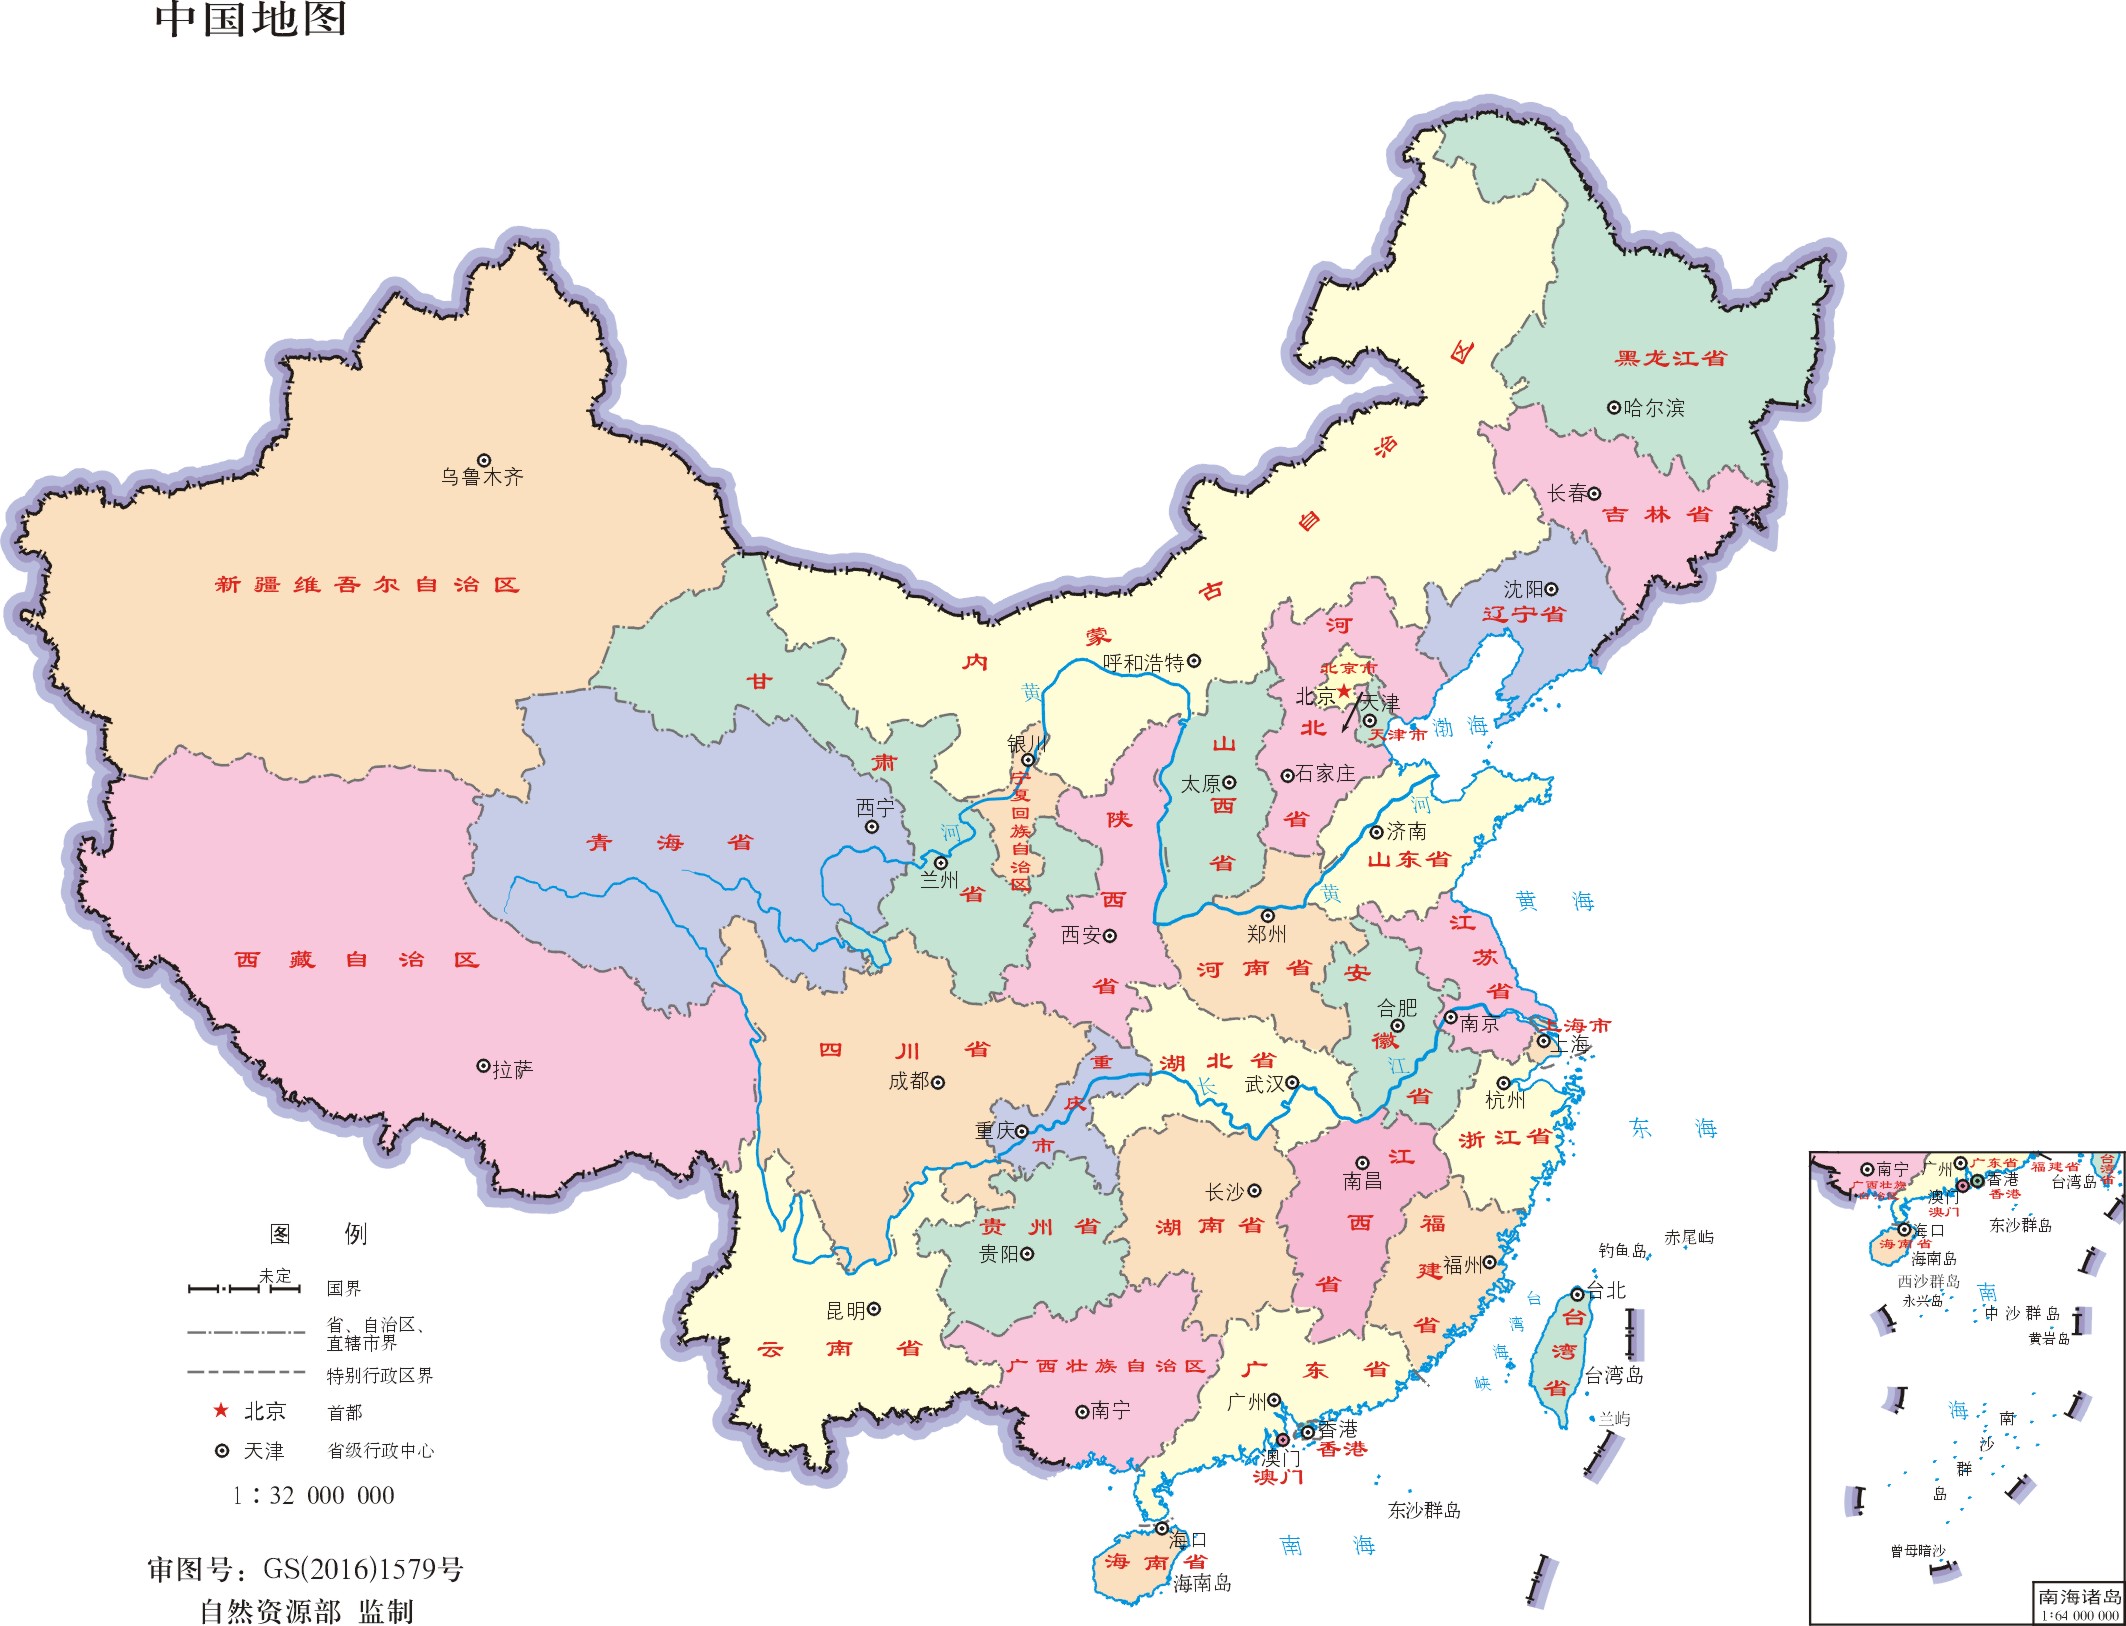 中国地图
黑龙江省
哈尔滨
长春
吉林省
沈阳
辽宁省
内蒙古自治区
呼和浩特
乌鲁木齐
新疆维吾尔自治区
甘肃省
兰州
河北省
北京市
北京
天津
天津市
石家庄
渤海
银川
宁夏回族自治区
山西省
太原
陕西省
西安
西宁
青海省
黄河
黄河
济南
山东省
黄海
西藏自治区
拉萨
郑州
河南省
江苏省
南京
安徽省
合肥
上海市
上海
四川省
成都
重庆市
重庆
湖北省
武汉
长江
杭州
浙江省
东海
南昌
江西省
长沙
湖南省
贵州省
贵阳
福建省
福州
钓鱼岛
赤尾屿
台北
台湾省
台湾岛
台湾海峡
兰屿
昆明
云南省
广西壮族自治区
南宁
广东省
广州
香港
香港
澳门
澳门
东沙群岛
海口
海南省
海南岛
南海
图例
未定
国界
省、自治区、
直辖市界
特别行政区界
北京
首都
天津
省级行政中心
1：32 000 000
审图号：GS(2016)1579号
自然资源部 监制
南宁
广西壮族
自治区
广州
广东省
福建省
台湾省
香港
香港
澳门
澳门
台湾岛
东沙群岛
海口
海南省
海南岛
西沙群岛
永兴岛
中沙群岛
黄岩岛
南海
南沙群岛
曾母暗沙
南海诸岛
1:64 000 000